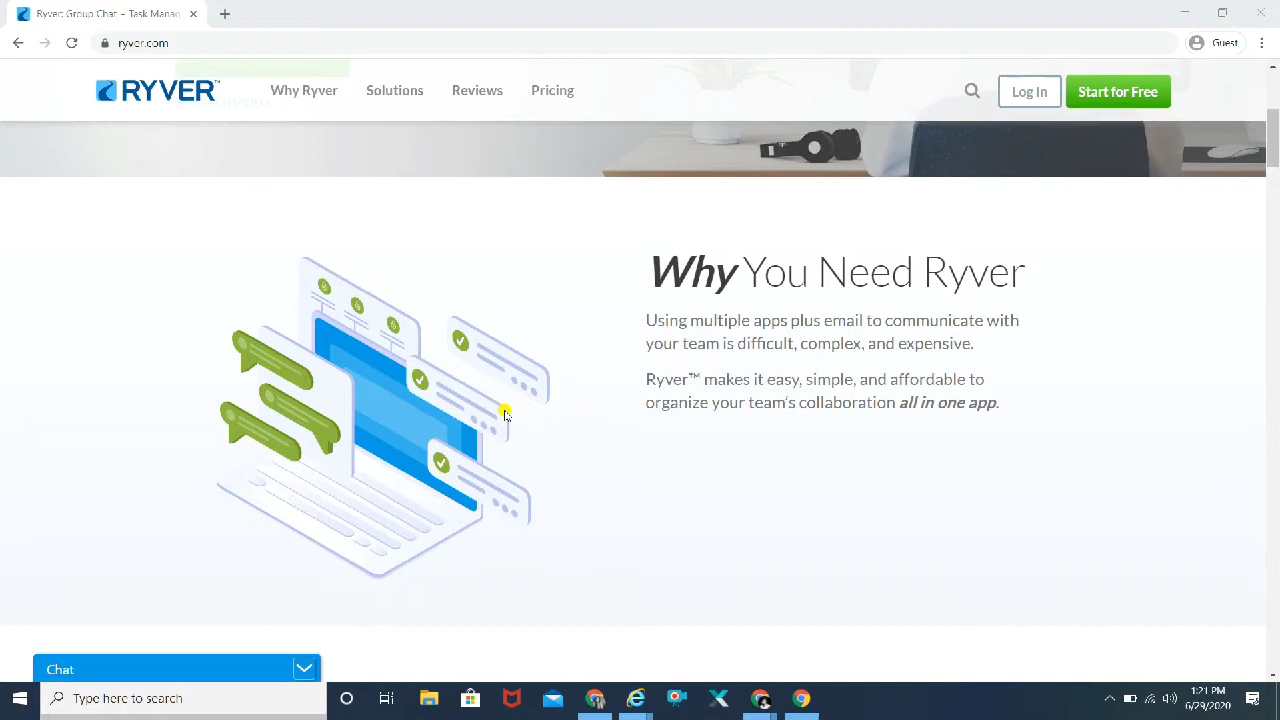 Ryver: Group Chat – Task Manag
ryver.com
Guest
RYVER™
Why Ryver
Solutions
Reviews
Pricing
Log In
Start for Free
Why You Need Ryver
Using multiple apps plus email to communicate with
your team is difficult, complex, and expensive.
Ryver™ makes it easy, simple, and affordable to
organize your team's collaboration all in one app.
Chat
Type here to search
1:21 PM
6/29/2020